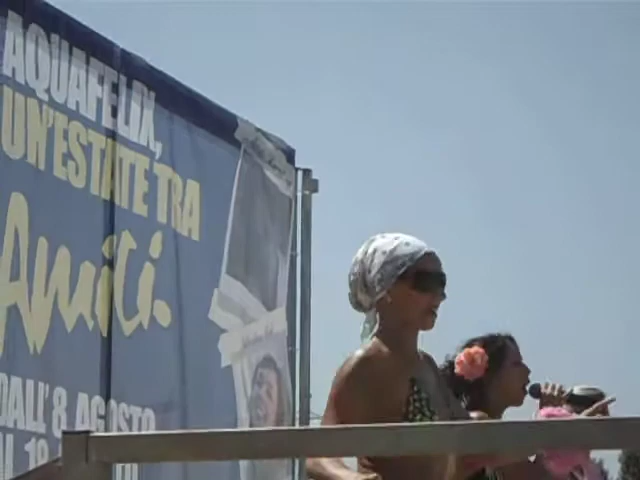 AQUAFELIX,
UN'ESTATE TRA
Amici.
DALL'8 AGOSTO